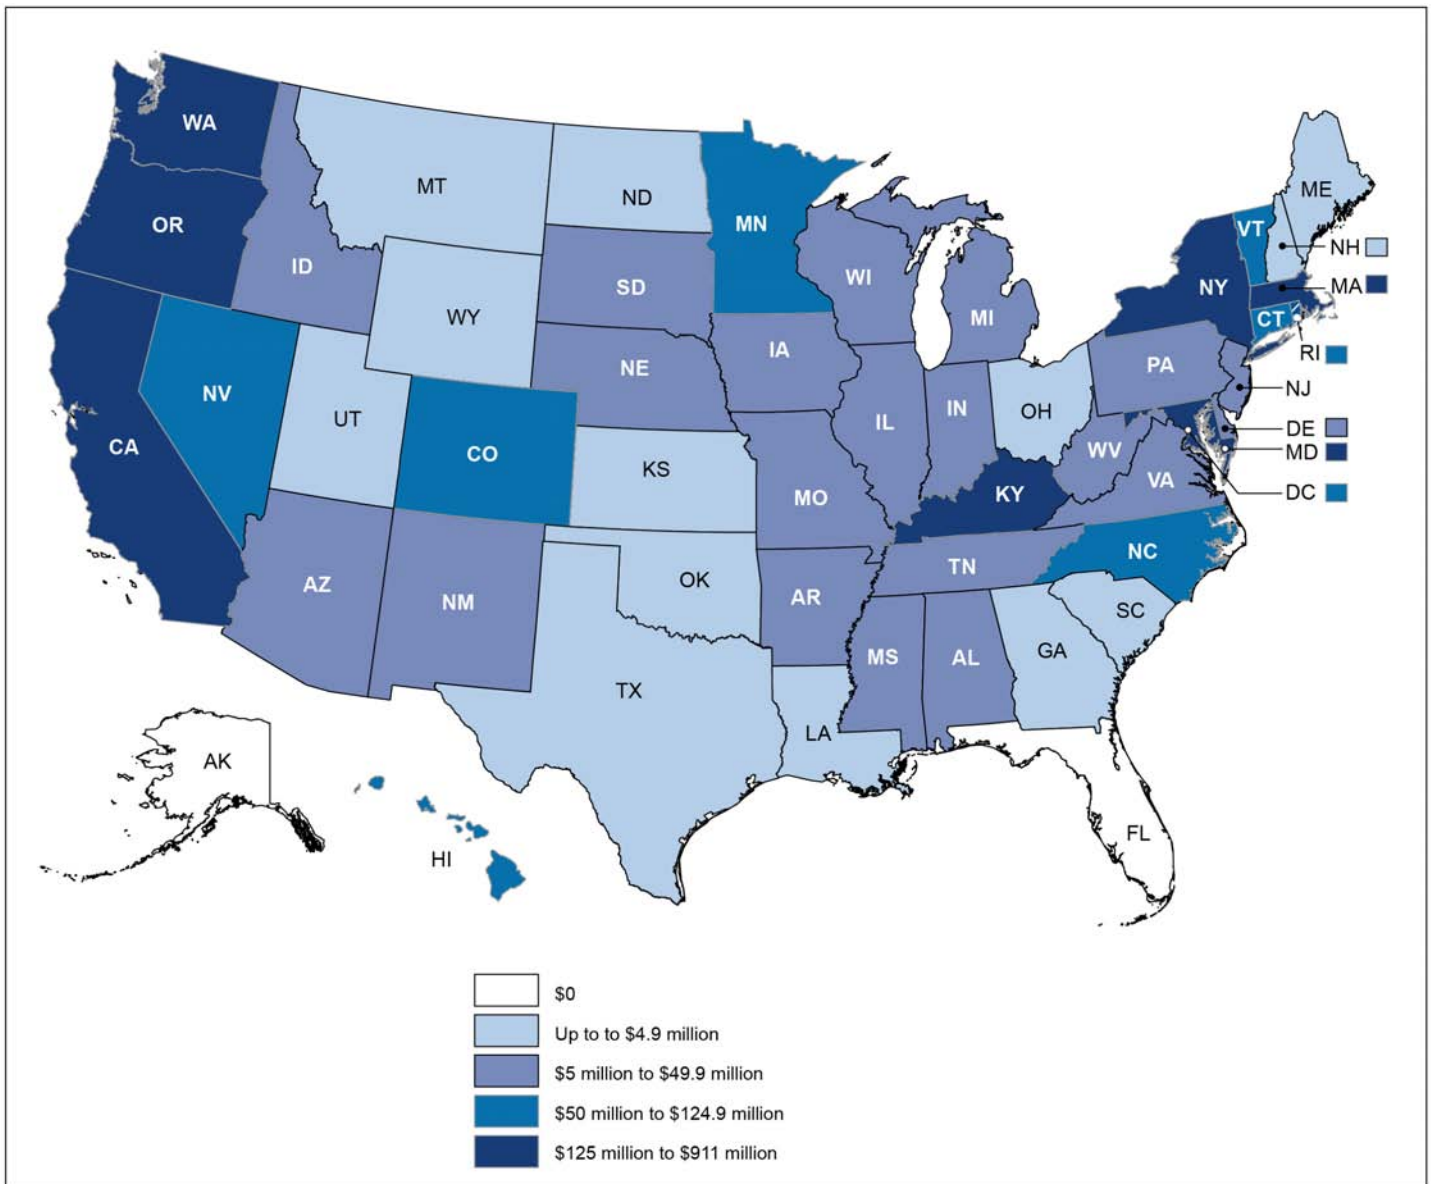 WA
MT
ND
ME
OR
MN
VT
NH
ID
WI
SD
NY
MA
WY
MI
CT
IA
RI
NE
PA
NV
NJ
UT
IL
IN
OH
DE
CA
CO
WV
MD
KS
VA
KY
DC
MO
NC
AZ
OK
TN
NM
AR
SC
MS
AL
GA
TX
LA
AK
FL
HI
$0
Up to to $4.9 million
$5 million to $49.9 million
$50 million to $124.9 million
$125 million to $911 million